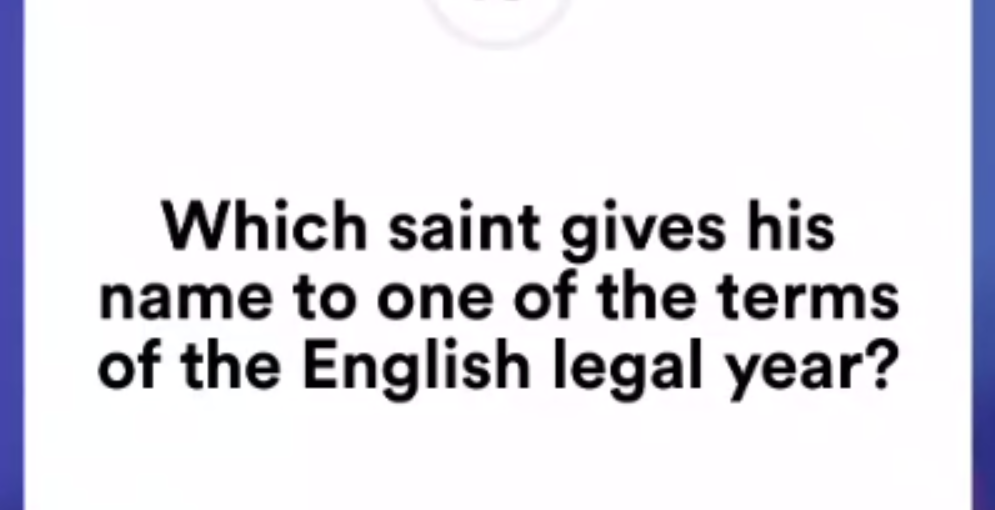 Which saint gives his
name to one of the terms
of the English legal year?